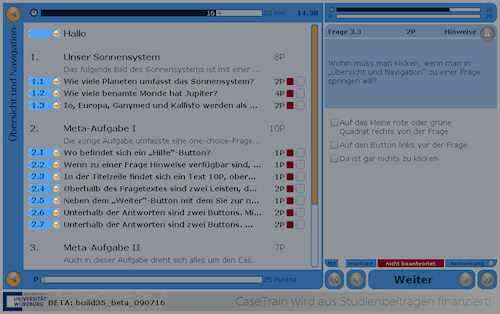 16 4 20 min 14:38
25
20
Übersicht und Navigation
Hallo
1. Unser Sonnensystem 8P
Das folgende Bild des Sonnensystems ist mit einer ...
1.1 Wie viele Planeten umfasst das Sonnensystem? 2P
1.2 Wie viele benannte Monde hat Jupiter? 4P
1.3 Io, Europa, Ganymed und Kallisto werden als ... 2P
2. Meta-Aufgabe I 10P
Die vorige Aufgabe umfasste eine one-choice-Frage...
2.1 Wo befindet sich ein „Hilfe“-Button? 1P
2.2 Wenn zu einer Frage Hinweise verfügbar sind, ... 1P
2.3 In der Titelzeile findet sich ein Text 10P, ober... 1P
2.4 Oberhalb des Fragetextes sind zwei Leisten, d... 2P
2.5 Neben dem „Weiter“-Button mit dem Sie zur n... 1P
2.6 Unterhalb der Antworten sind zwei Buttons. Mi... 2P
2.7 Unterhalb der Antworten sind zwei Buttons. ... 2P
3. Meta-Aufgabe II 7P
Auch in dieser Aufgabe dreht sich alles um den Cas...
P 25 Punkte
Frage 3.3 2P Hinweise
Wohin muss man klicken, wenn man in
„Übersicht und Navigation“ zu einer Frage
springen will?
Auf das kleine rote oder grüne
Quadrat rechts von der Frage
Auf den Button links vor der Frage
Da ist gar nichts zu klicken
markiert nicht beantwortet Anmerkung
Weiter
UNIVERSITÄT
WÜRZBURG
BETA: build35_beta_090716
CaseTrain wird aus Studienbeiträgen finanziert!